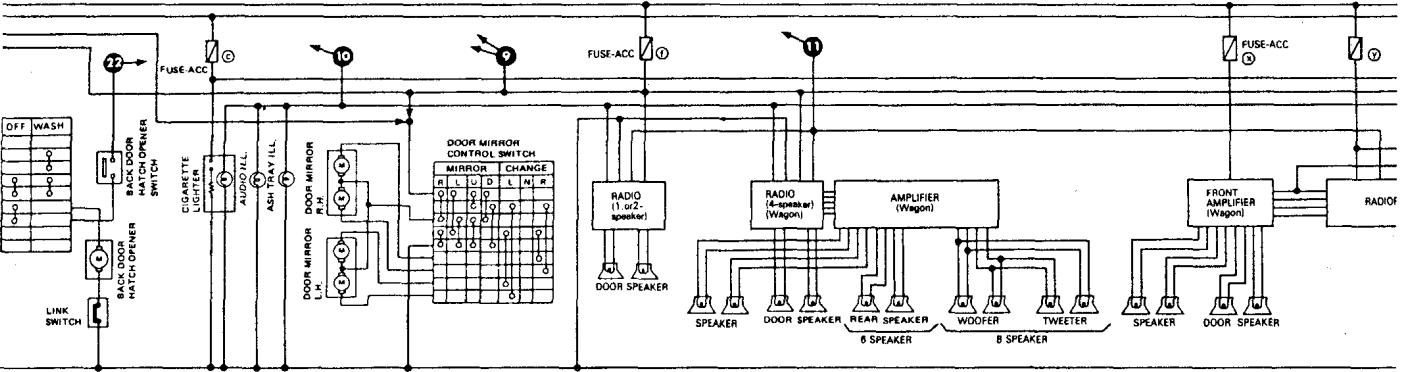 FUSE-ACC
c
22
10
9
FUSE-ACC
f
11
FUSE-ACC
x
y
OFF WASH
BACK DOOR
HATCH OPENER
SWITCH
BACK DOOR
HATCH OPENER
LINK
SWITCH
CIGARETTE
LIGHTER
AUDIO ILL.
ASH TRAY ILL.
DOOR MIRROR
R.H.
DOOR MIRROR
L.H.
M
M
M
M
M
DOOR MIRROR
CONTROL SWITCH
MIRROR CHANGE
R L U D L N R
RADIO
(1.or2-
speaker)
DOOR SPEAKER
RADIO
(4-speaker)
(Wagon)
AMPLIFIER
(Wagon)
SPEAKER
DOOR SPEAKER
REAR SPEAKER
6 SPEAKER
WOOFER
TWEETER
8 SPEAKER
FRONT
AMPLIFIER
(Wagon)
SPEAKER
DOOR SPEAKER